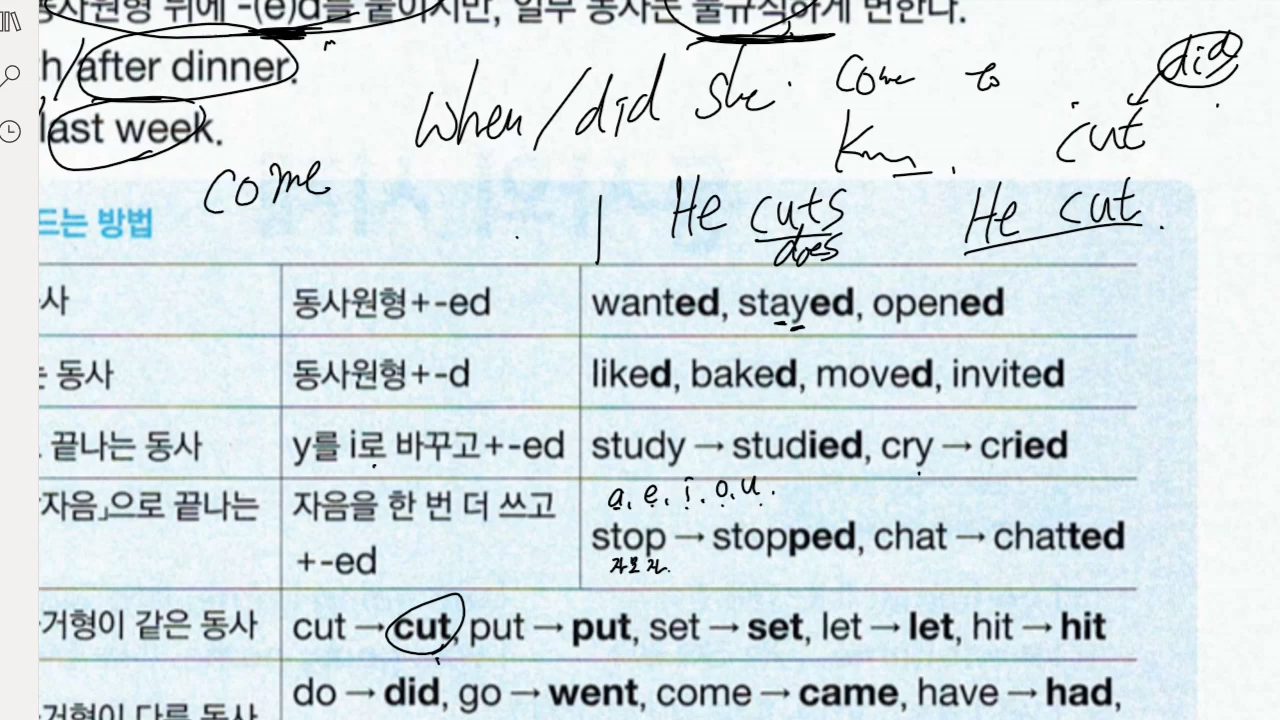 동사원형 뒤에 -(e)d를 붙이지만, 일부 동사는 불규칙하게 변한다.
h / after dinner.
last week.
when / did she come to
did
cut
come
He cuts
does
He cut.
드는 방법
사
동사원형+-ed
wanted, stayed, opened
는 동사
동사원형+-d
liked, baked, moved, invited
끝나는 동사
y를 i로 바꾸고+-ed
study → studied, cry → cried
자음」으로 끝나는
자음을 한 번 더 쓰고
+-ed
a, e, i, o, u.
stop → stopped, chat → chatted
자모자
거형이 같은 동사
cut → cut, put → put, set → set, let → let, hit → hit
거형이 다른 동사
do → did, go → went, come → came, have → had,